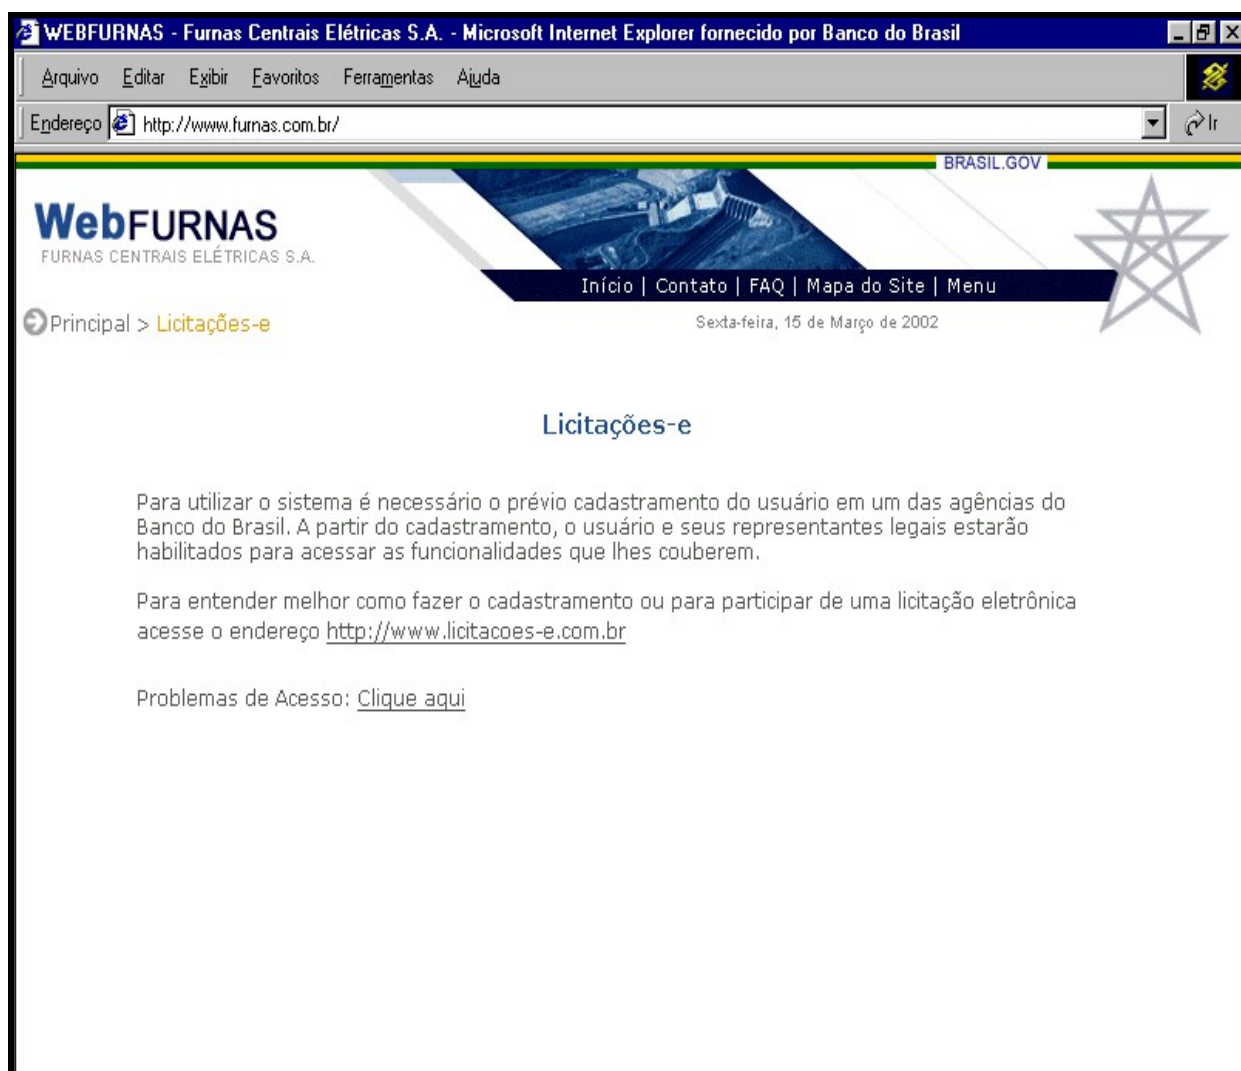 WEBFURNAS - Furnas Centrais Elétricas S.A. - Microsoft Internet Explorer fornecido por Banco do Brasil
Arquivo Editar Exibir Favoritos Ferramentas Ajuda
Endereço http://www.furnas.com.br/ Ir
BRASIL.GOV
WebFURNAS
FURNAS CENTRAIS ELÉTRICAS S.A.
Início | Contato | FAQ | Mapa do Site | Menu
Principal > Licitações-e
Sexta-feira, 15 de Março de 2002
Licitações-e
Para utilizar o sistema é necessário o prévio cadastramento do usuário em um das agências do
Banco do Brasil. A partir do cadastramento, o usuário e seus representantes legais estarão
habilitados para acessar as funcionalidades que lhes couberem.
Para entender melhor como fazer o cadastramento ou para participar de uma licitação eletrônica
acesse o endereço http://www.licitacoes-e.com.br
Problemas de Acesso: Clique aqui